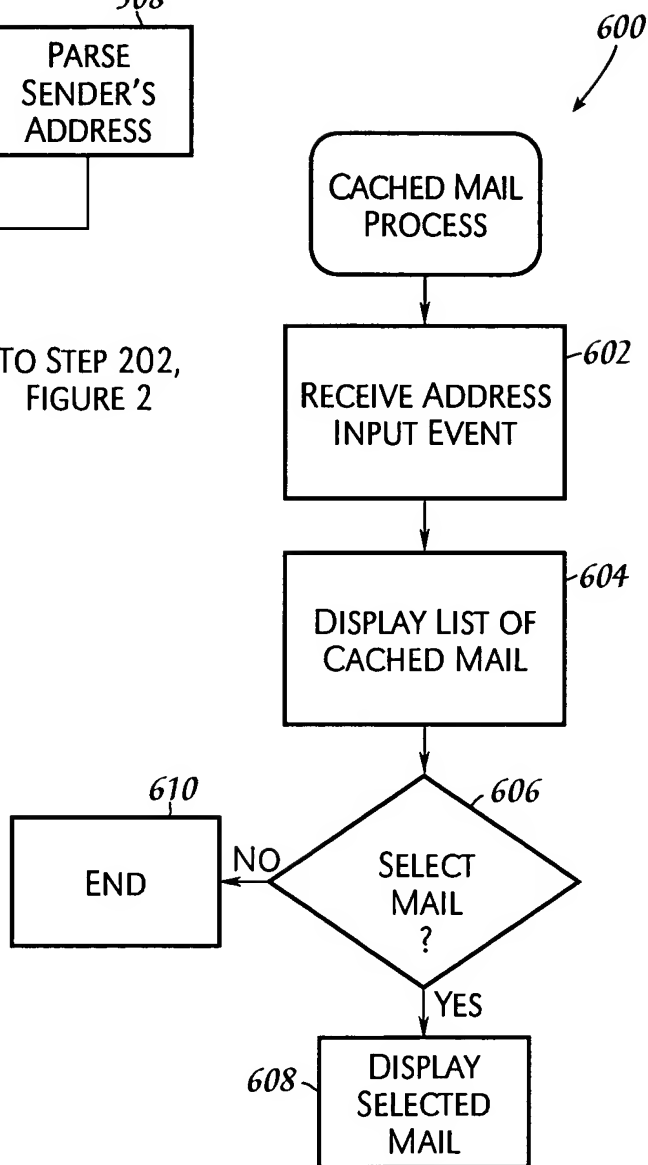 PARSE
SENDER'S
ADDRESS
600
CACHED MAIL
PROCESS
TO STEP 202,
FIGURE 2
602
RECEIVE ADDRESS
INPUT EVENT
604
DISPLAY LIST OF
CACHED MAIL
610
606
END
NO
SELECT
MAIL
?
YES
608
DISPLAY
SELECTED
MAIL